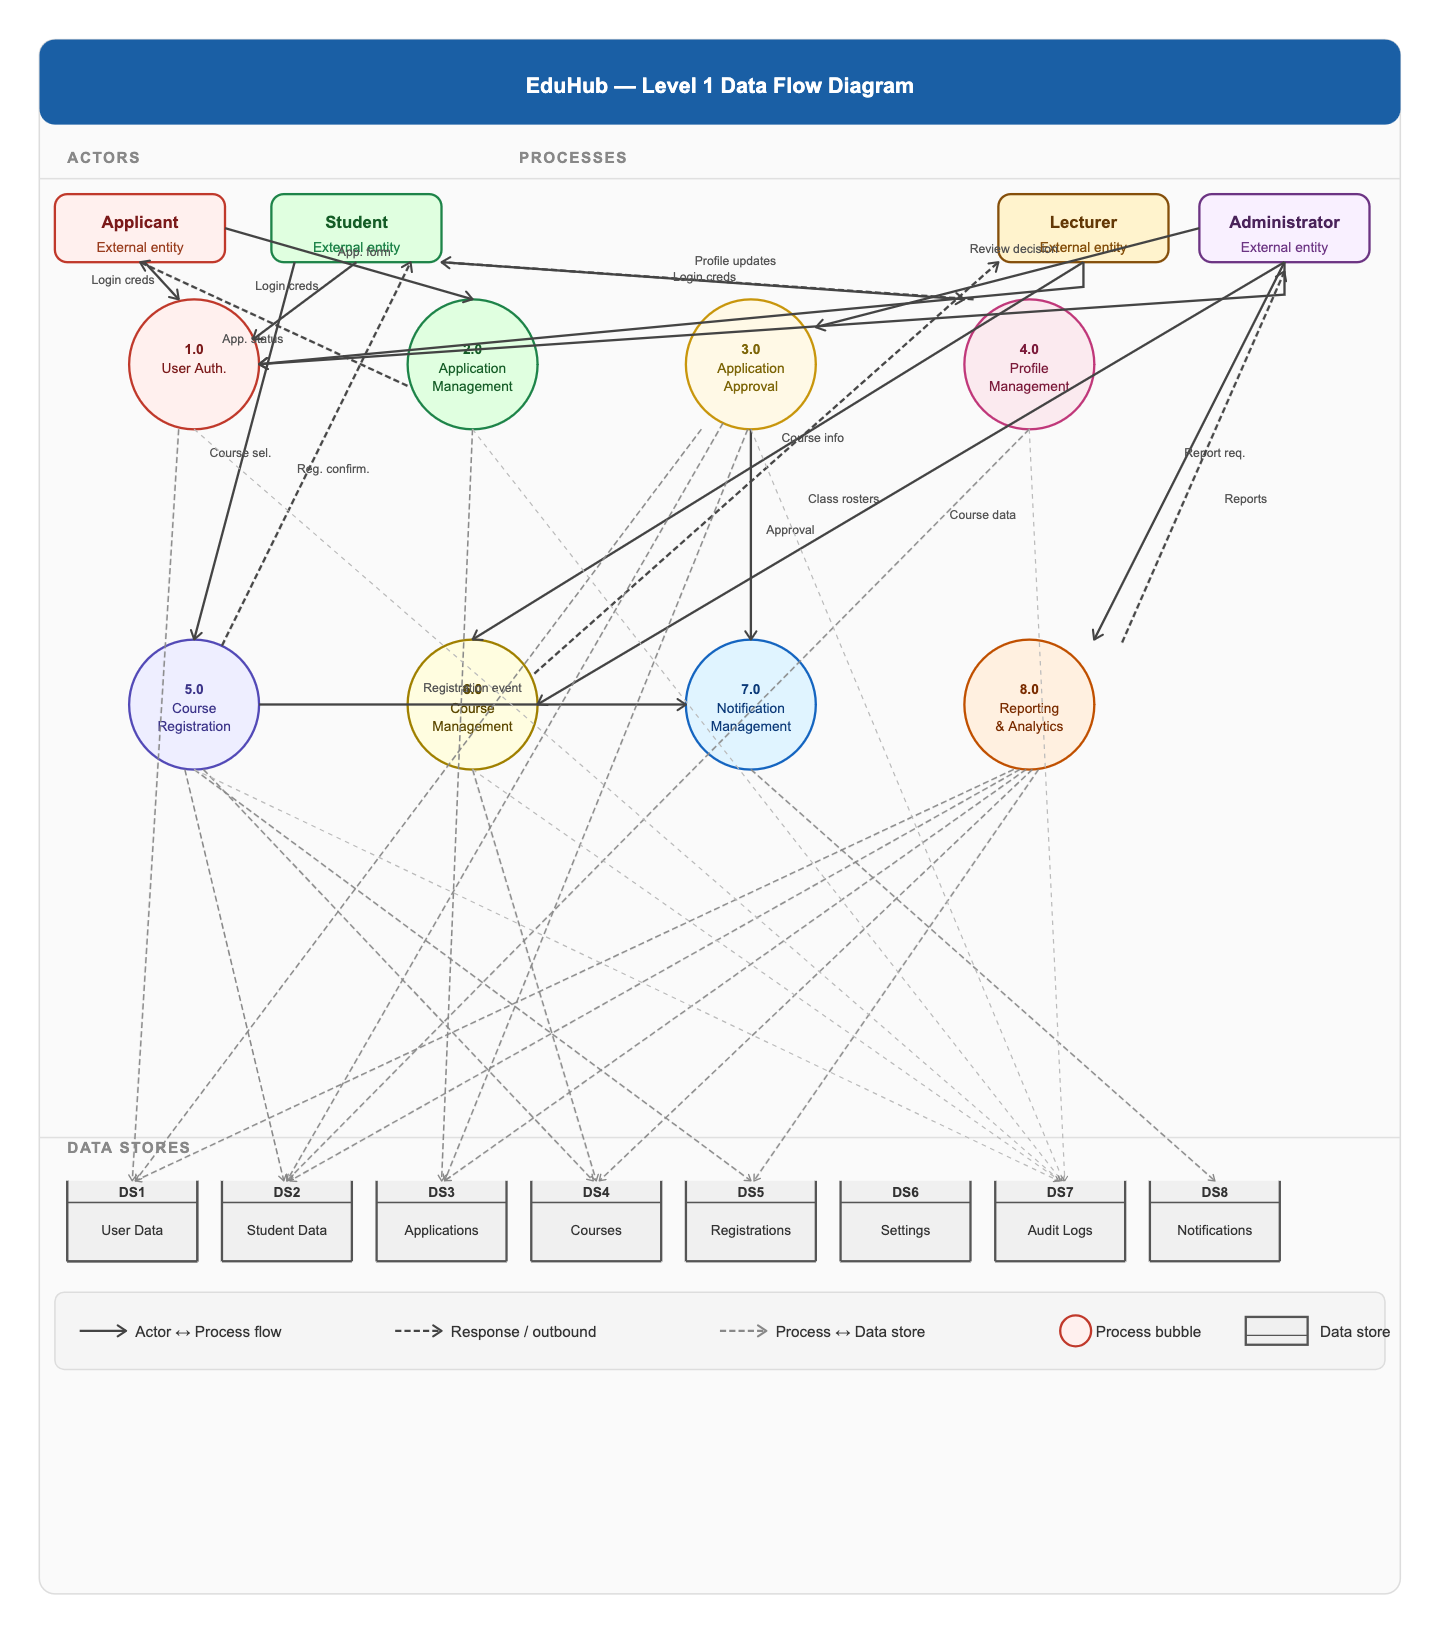 EduHub — Level 1 Data Flow Diagram
ACTORS
PROCESSES
Applicant
External entity
Student
External entity
Lecturer
External entity
Administrator
External entity
App. form
Review decision
Profile updates
Login creds
Login creds
Login creds
App. status
1.0
User Auth.
2.0
Application
Management
3.0
Application
Approval
4.0
Profile
Management
Course info
Course sel.
Reg. confirm.
Report req.
Class rosters
Reports
Course data
Approval
Registration event
5.0
Course
Registration
6.0
Course
Management
7.0
Notification
Management
8.0
Reporting
& Analytics
DATA STORES
DS1
User Data
DS2
Student Data
DS3
Applications
DS4
Courses
DS5
Registrations
DS6
Settings
DS7
Audit Logs
DS8
Notifications
Actor ↔ Process flow
Response / outbound
Process ↔ Data store
Process bubble
Data store